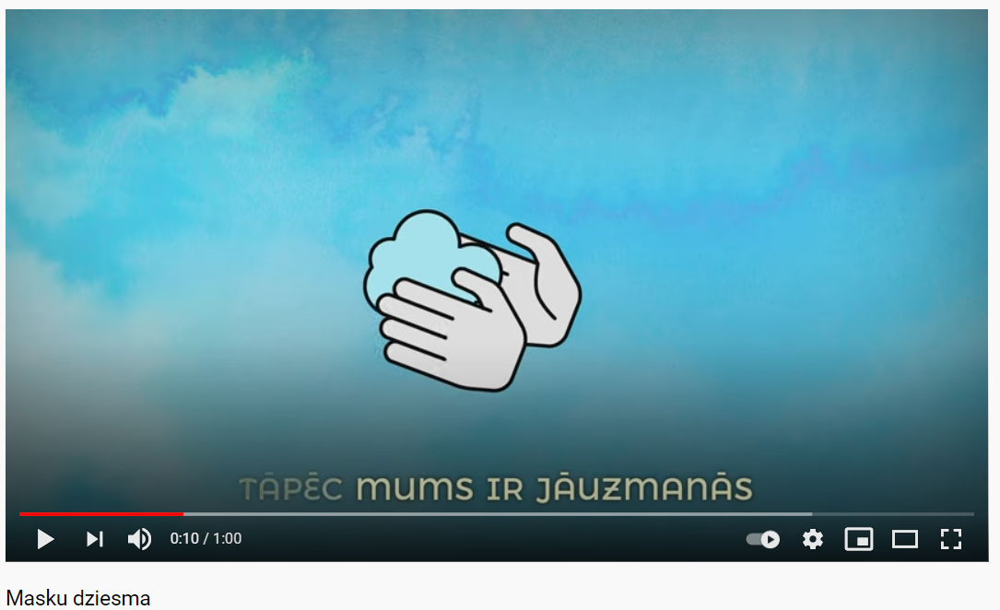 TĀPĒC MUMS IR JĀUZMANĀS
0:10 / 1:00
Masku dziesma